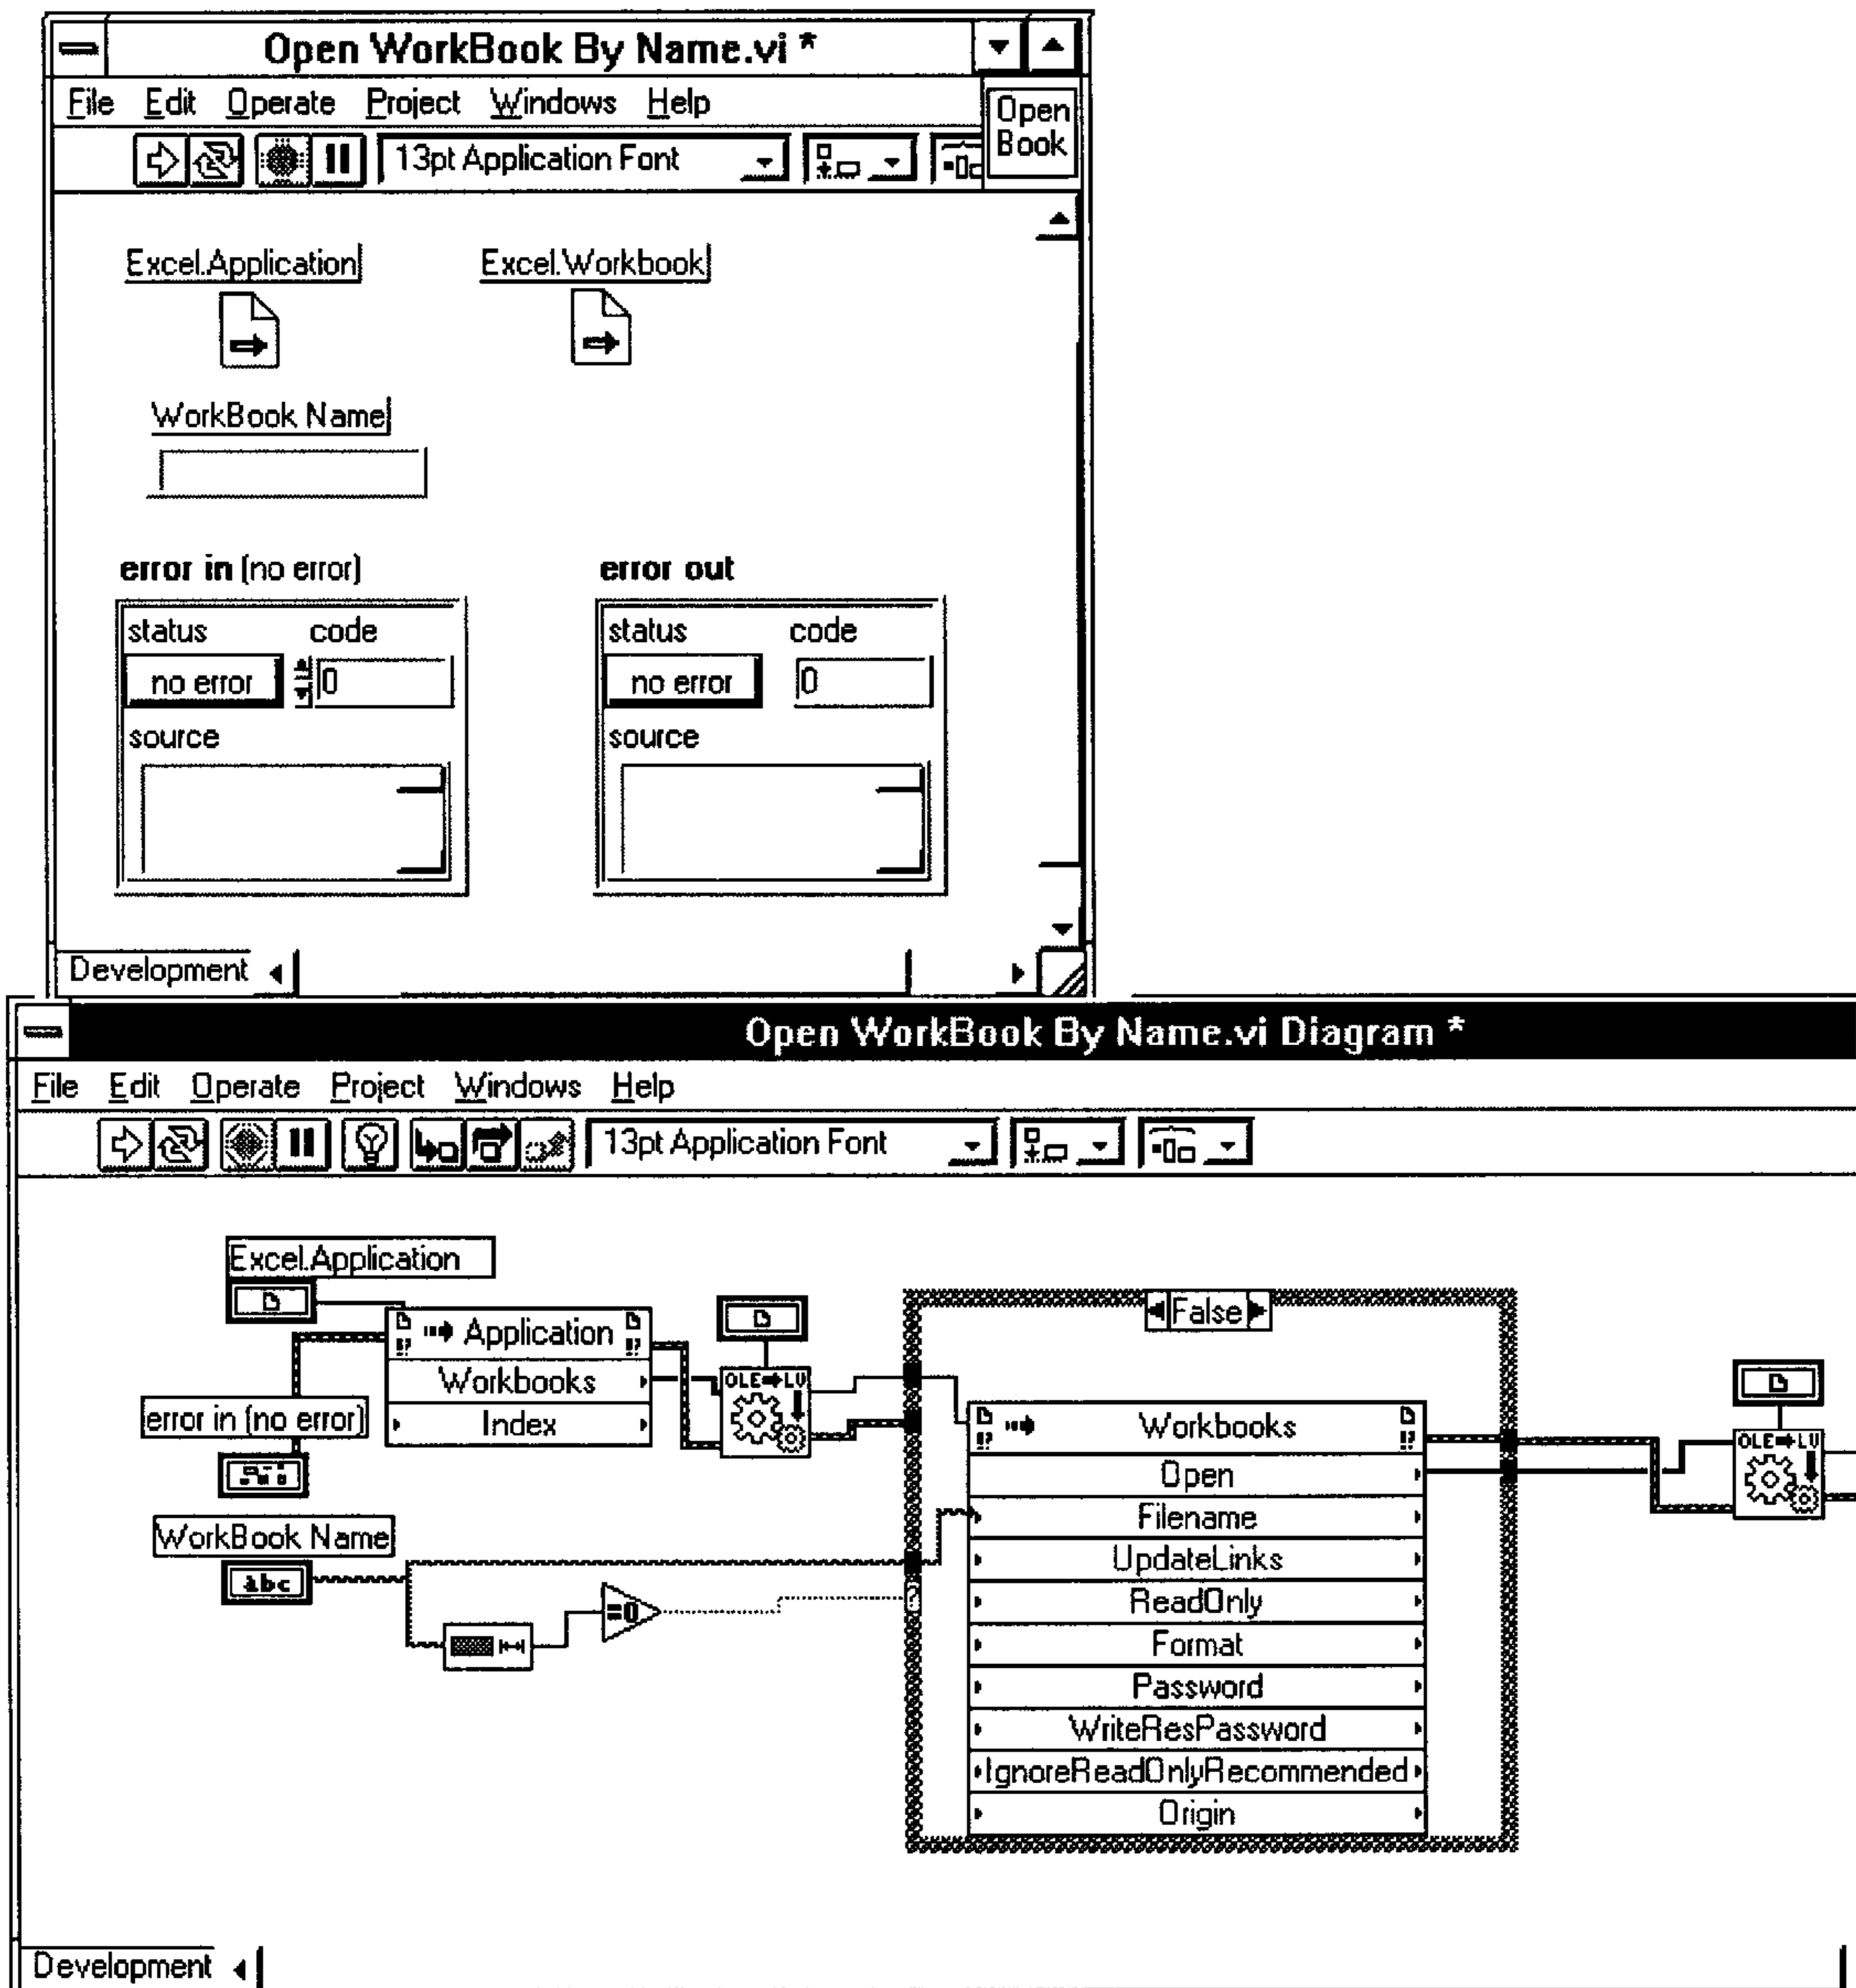 Open WorkBook By Name.vi *
File Edit Operate Project Windows Help
Open
Book
13pt Application Font
Excel.Application
Excel.Workbook
WorkBook Name
error in (no error)
error out
status code
status code
no error 0
no error 0
source
source
Development
Open WorkBook By Name.vi Diagram *
File Edit Operate Project Windows Help
13pt Application Font
Excel.Application
False
Application
Workbooks
Index
OLE LV
error in (no error)
WorkBook Name
abc
=0
Workbooks
Open
Filename
UpdateLinks
ReadOnly
Format
Password
WriteResPassword
IgnoreReadOnlyRecommended
Origin
OLE LV
Development